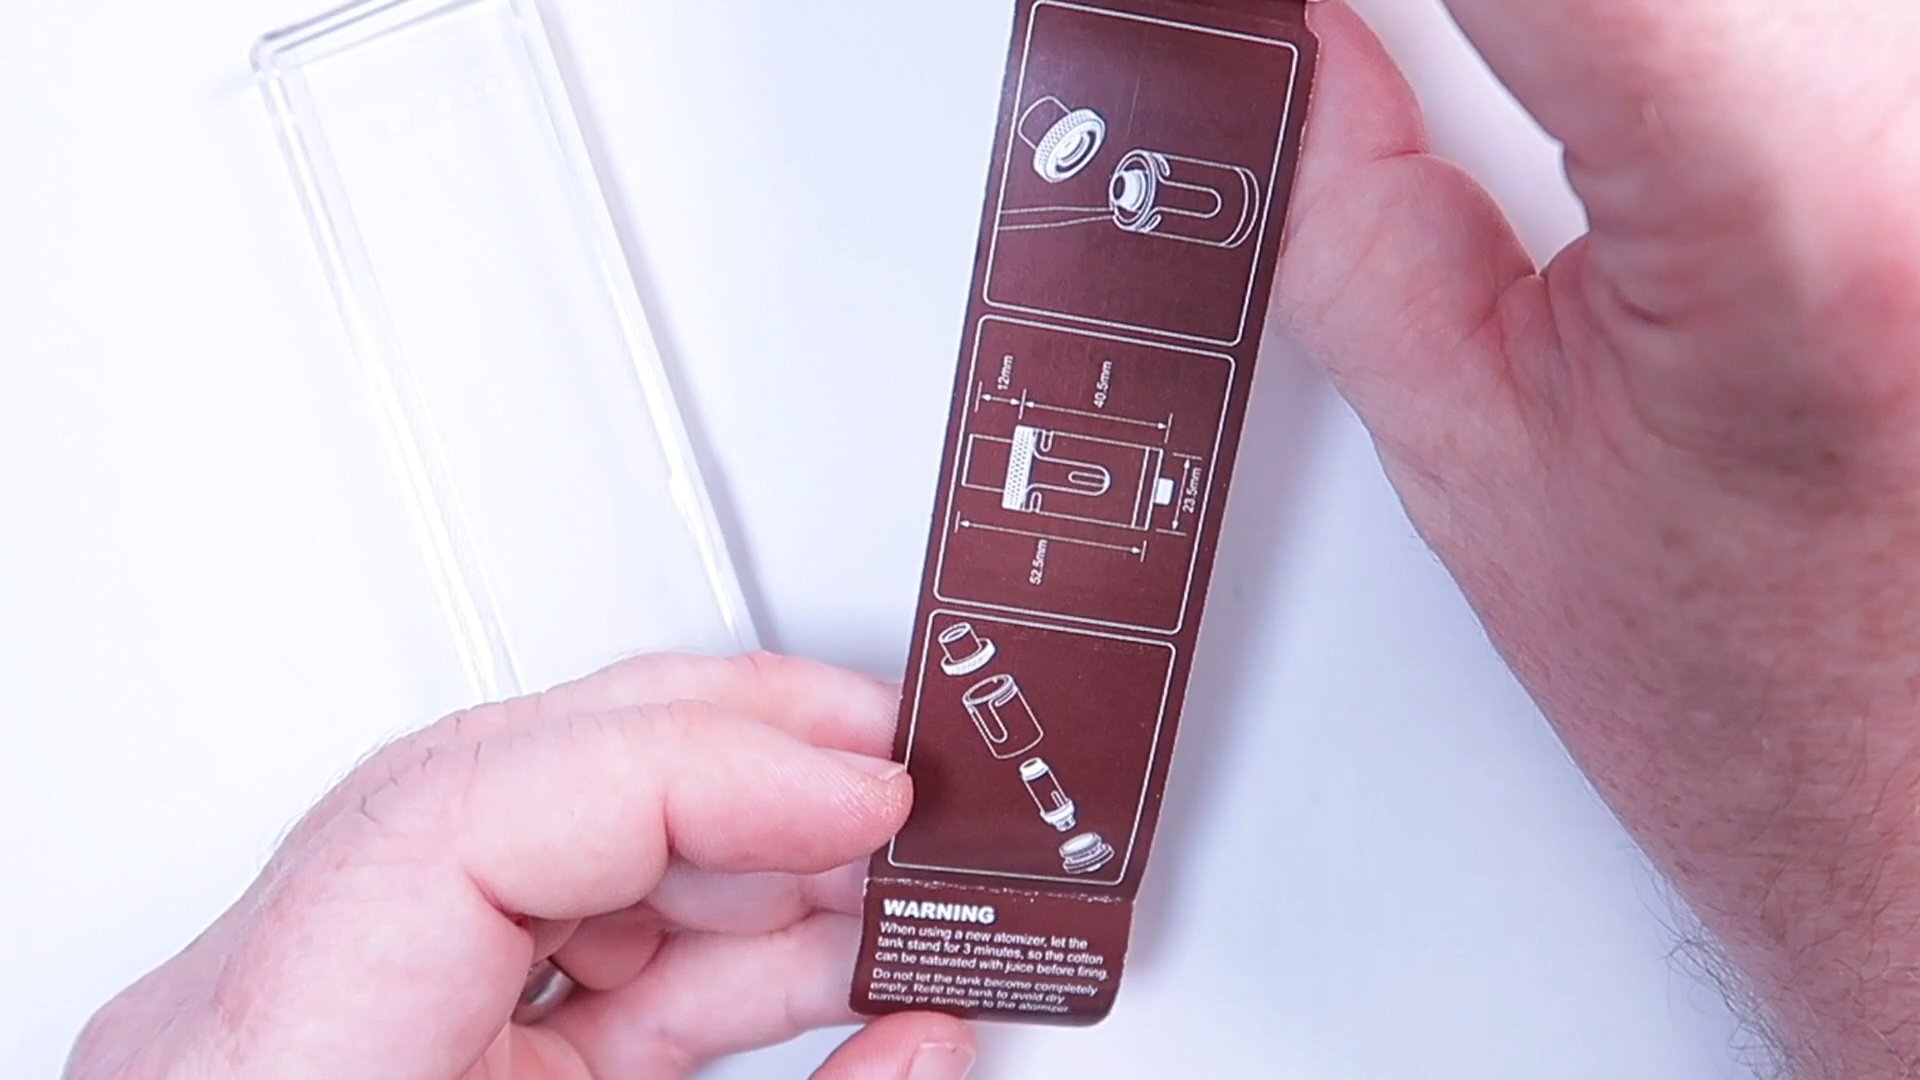 12mm
40.5mm
23.5mm
52.5mm
WARNING
When using a new atomizer, let the
tank stand for 3 minutes, so the cotton
can be saturated with juice before firing.
Do not let the tank become completely
empty. Refill the tank to avoid dry
burning or damage to the atomizer.